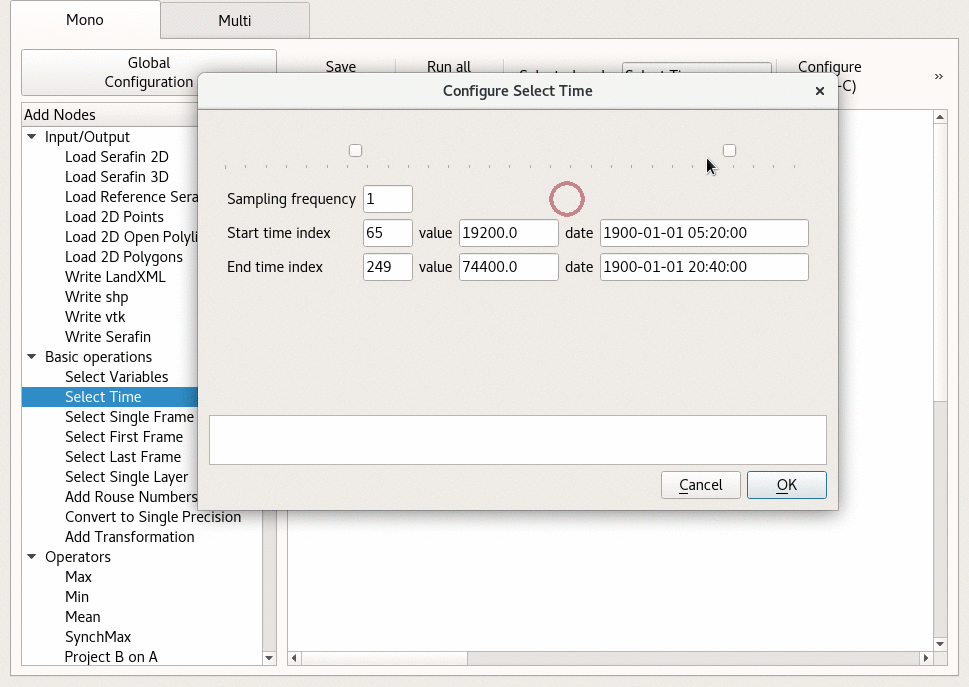 Mono
Multi
Global
Configuration
Save
Run all
Configure
-C)
»
Configure Select Time
×
Add Nodes
Input/Output
Load Serafin 2D
Load Serafin 3D
Load Reference Sera
Load 2D Points
Load 2D Open Polyli
Load 2D Polygons
Write LandXML
Write shp
Write vtk
Write Serafin
Basic operations
Select Variables
Select Time
Select Single Frame
Select First Frame
Select Last Frame
Select Single Layer
Add Rouse Numbers
Convert to Single Precision
Add Transformation
Operators
Max
Min
Mean
SynchMax
Project B on A
Sampling frequency 1
Start time index 65 value 19200.0 date 1900-01-01 05:20:00
End time index 249 value 74400.0 date 1900-01-01 20:40:00
Cancel OK